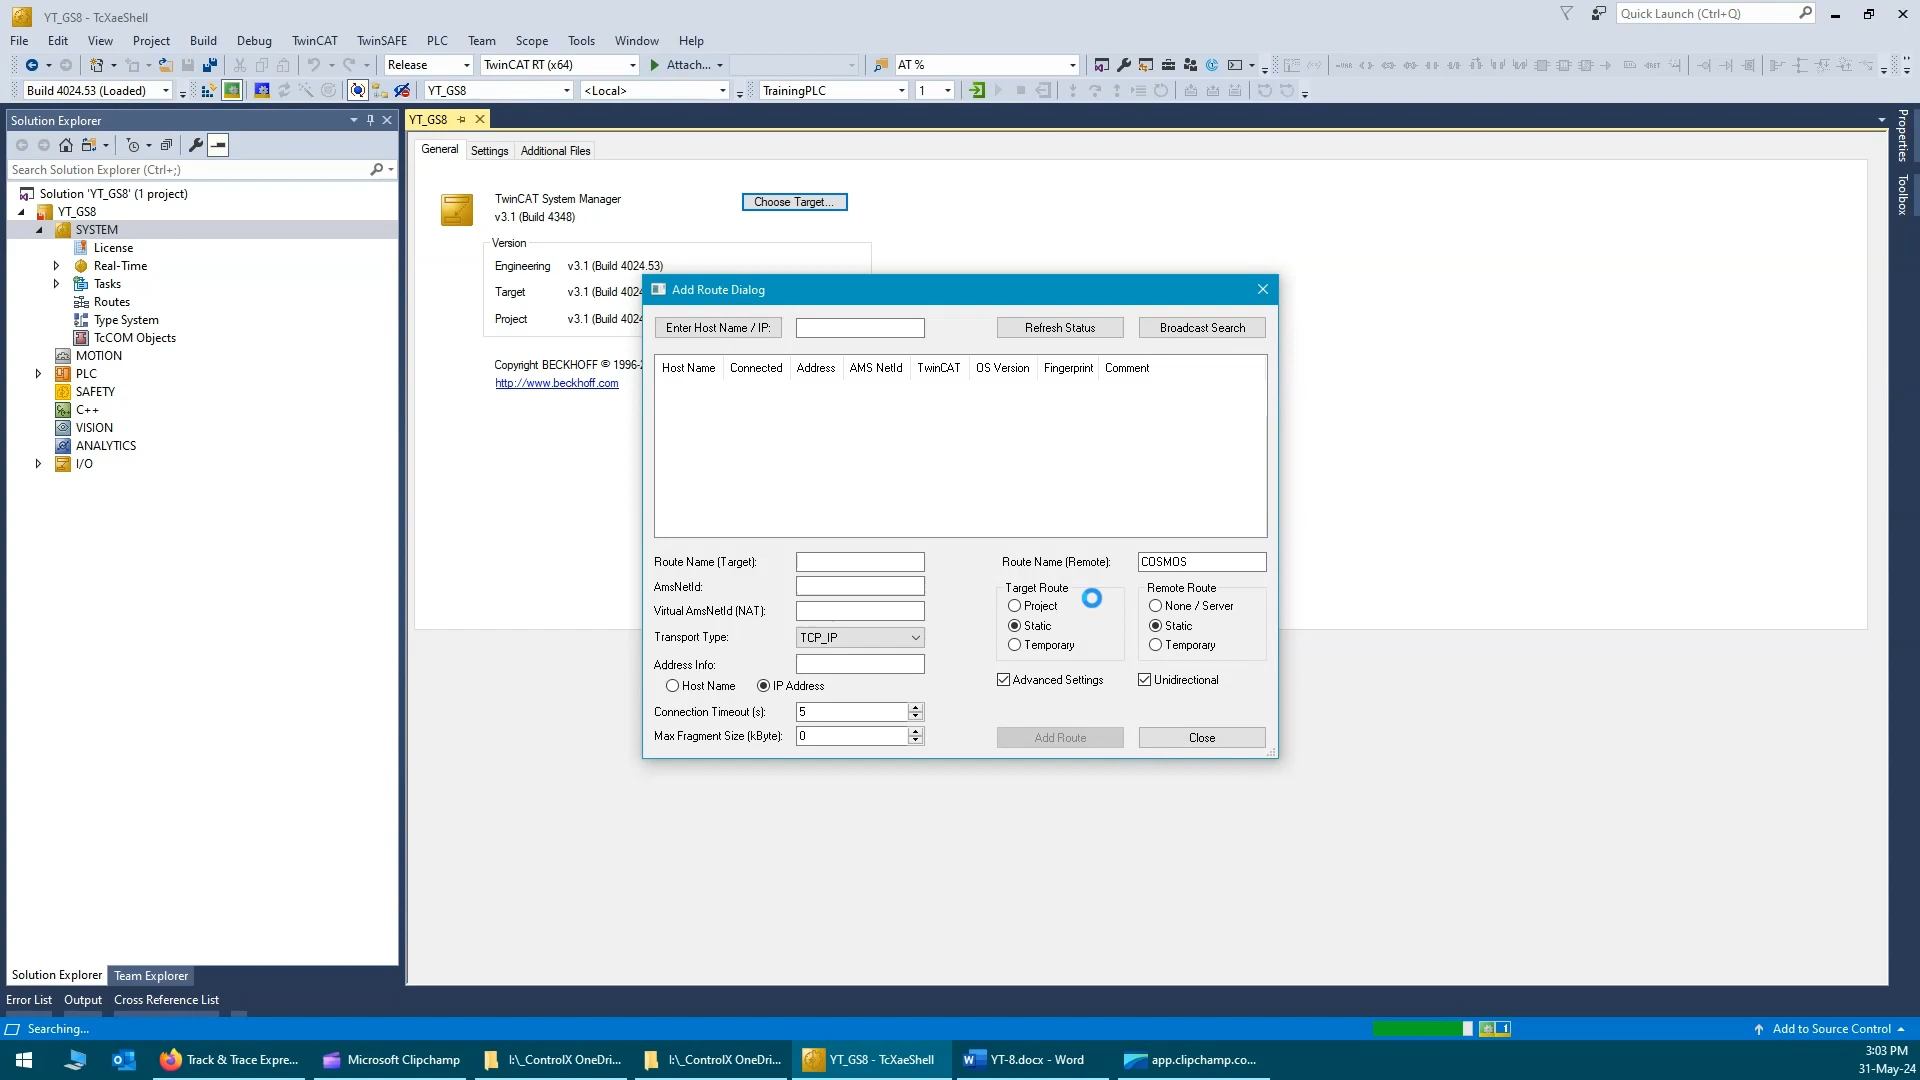 YT_GS8 - TcXaeShell
Quick Launch (Ctrl+Q)
File Edit View Project Build Debug TwinCAT TwinSAFE PLC Team Scope Tools Window Help
Release TwinCAT RT (x64) Attach... AT %
Build 4024.53 (Loaded) YT_GS8 <Local> TrainingPLC 1
Solution Explorer
YT_GS8
Properties
Toolbox
General Settings Additional Files
Search Solution Explorer (Ctrl+;)
Solution 'YT_GS8' (1 project)
YT_GS8
SYSTEM
License
Real-Time
Tasks
Routes
Type System
TcCOM Objects
MOTION
PLC
SAFETY
C++
VISION
ANALYTICS
I/O
TwinCAT System Manager
v3.1 (Build 4348)
Choose Target...
Version
Engineering v3.1 (Build 4024.53)
Target v3.1 (Build 4024
Project v3.1 (Build 4024
Copyright BECKHOFF © 1996-
http://www.beckhoff.com
Add Route Dialog
Enter Host Name / IP: Refresh Status Broadcast Search
Host Name Connected Address AMS NetId TwinCAT OS Version Fingerprint Comment
Route Name (Target): Route Name (Remote): COSMOS
AmsNetId: Target Route Remote Route
Virtual AmsNetId (NAT): Project None / Server
Transport Type: TCP_IP Static Static
Temporary Temporary
Address Info:
Host Name IP Address Advanced Settings Unidirectional
Connection Timeout (s): 5
Max Fragment Size (kByte): 0 Add Route Close
Solution Explorer Team Explorer
Error List Output Cross Reference List
Searching... 1 Add to Source Control
Track & Trace Expre... Microsoft Clipchamp I:\_ControlX OneDri... I:\_ControlX OneDri... YT_GS8 - TcXaeShell YT-8.docx - Word app.clipchamp.co...
3:03 PM
31-May-24